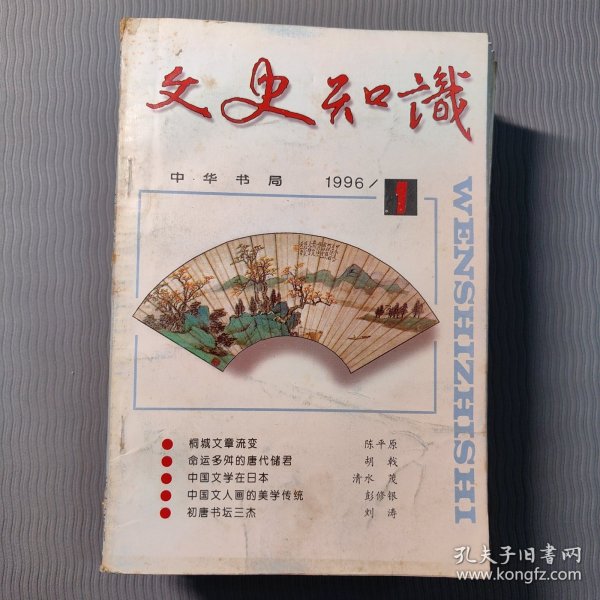 文史知識
中华书局 1996/1
WENSHIZHISHI
桐城文章流变 陈平原
命运多舛的唐代储君 胡戟
中国文学在日本 清水茂
中国文人画的美学传统 彭修银
初唐书坛三杰 刘涛
孔夫子旧书网
www.kongfz.com